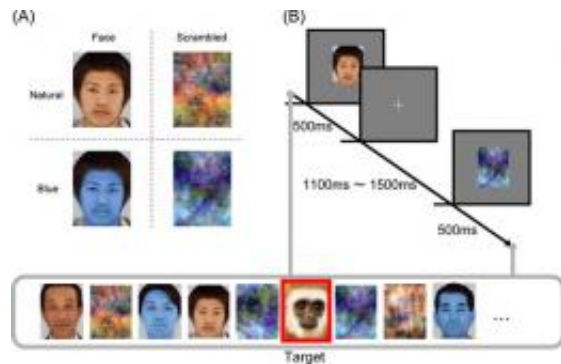 (A)
Face
Scrambled
Natural
Blue
(B)
500ms
1100ms ～ 1500ms
500ms
...
Target